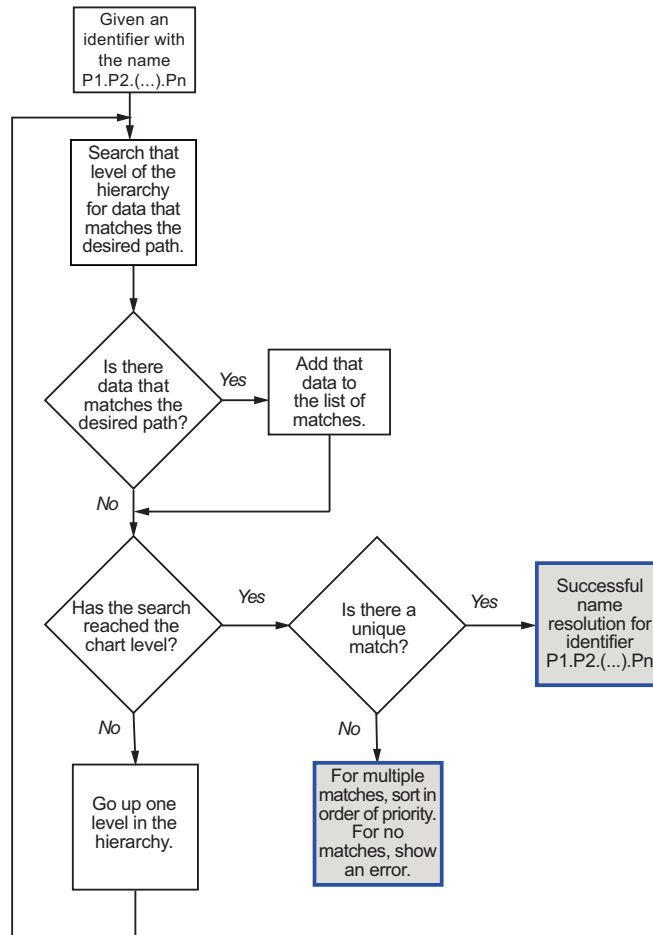 Given an
identifier with
the name
P1.P2.(...).Pn
Search that
level of the
hierarchy
for data that
matches the
desired path.
Is there
data that
matches the
desired path?
Yes
Add that
data to
the list of
matches.
No
Has the search
reached the
chart level?
Yes
Is there a
unique
match?
Yes
Successful
name
resolution for
identifier
P1.P2.(...).Pn
No
Go up one
level in the
hierarchy.
No
For multiple
matches, sort in
order of priority.
For no
matches, show
an error.